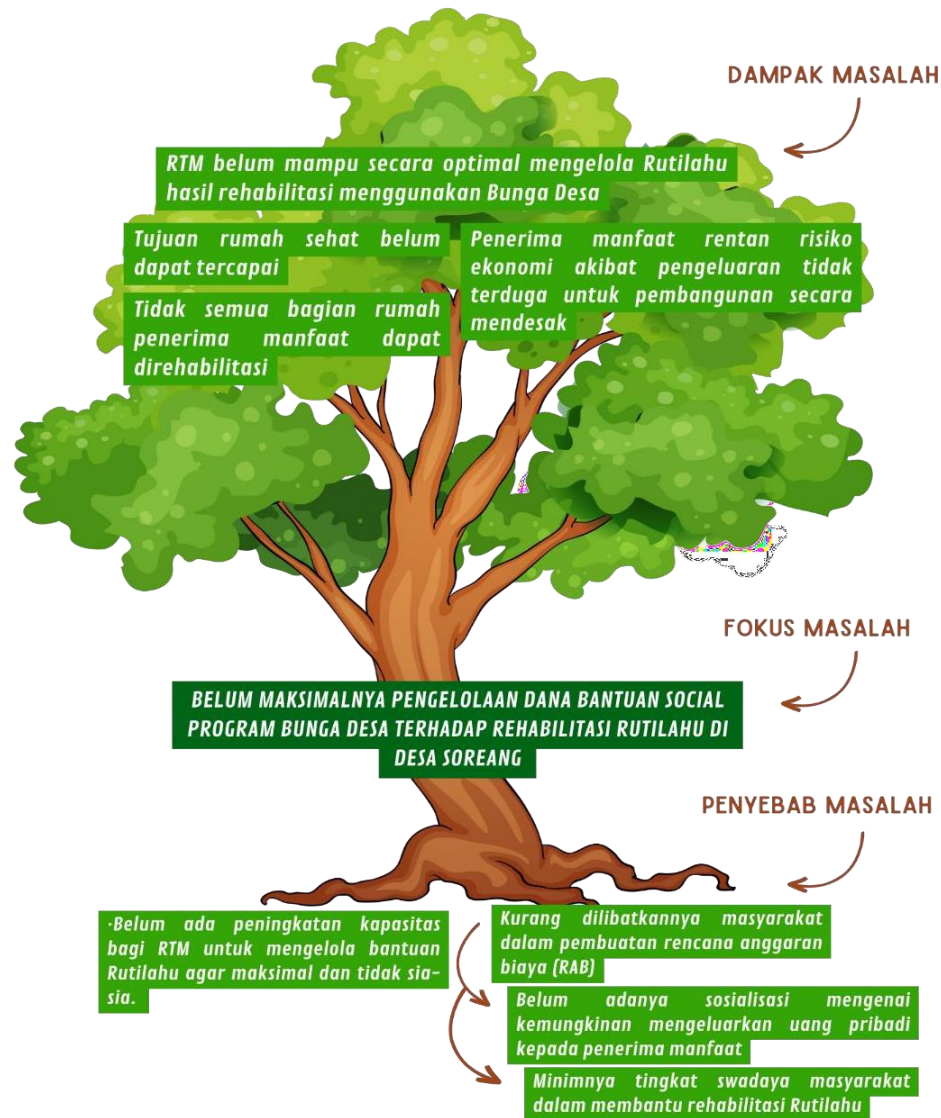 DAMPAK MASALAH
RTM belum mampu secara optimal mengelola Rutilahu
hasil rehabilitasi menggunakan Bunga Desa
Tujuan rumah sehat belum
dapat tercapai
Penerima manfaat rentan risiko
ekonomi akibat pengeluaran tidak
terduga untuk pembangunan secara
mendesak
Tidak semua bagian rumah
penerima manfaat dapat
direhabilitasi
FOKUS MASALAH
BELUM MAKSIMALNYA PENGELOLAAN DANA BANTUAN SOCIAL
PROGRAM BUNGA DESA TERHADAP REHABILITASI RUTILAHU DI
DESA SOREANG
PENYEBAB MASALAH
·Belum ada peningkatan kapasitas
bagi RTM untuk mengelola bantuan
Rutilahu agar maksimal dan tidak sia-
sia.
Kurang dilibatkannya masyarakat
dalam pembuatan rencana anggaran
biaya (RAB)
Belum adanya sosialisasi mengenai
kemungkinan mengeluarkan uang pribadi
kepada penerima manfaat
Minimnya tingkat swadaya masyarakat
dalam membantu rehabilitasi Rutilahu